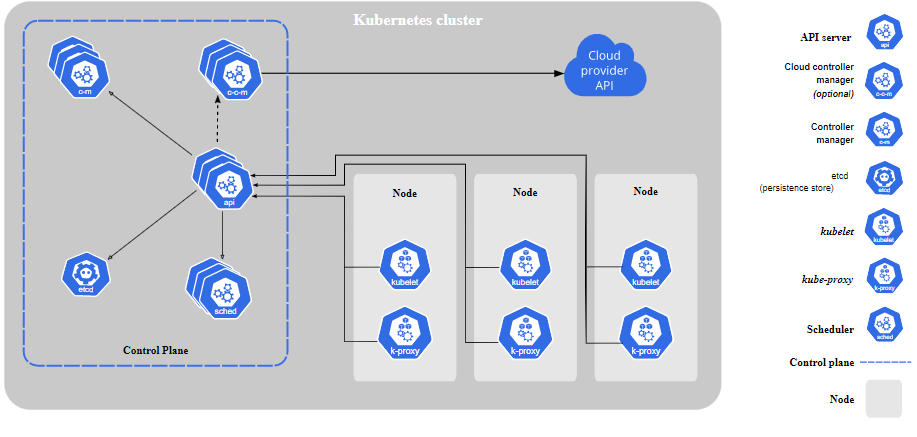 Kubernetes cluster
c-m
c-c-m
Cloud
provider
API
api
Node
Node
Node
etcd
sched
kubelet
kubelet
kubelet
k-proxy
k-proxy
k-proxy
Control Plane
API server
api
Cloud controller
manager
(optional)
c-c-m
Controller
manager
c-m
etcd
(persistence store)
etcd
kubelet
kubelet
kube-proxy
k-proxy
Scheduler
sched
Control plane
Node